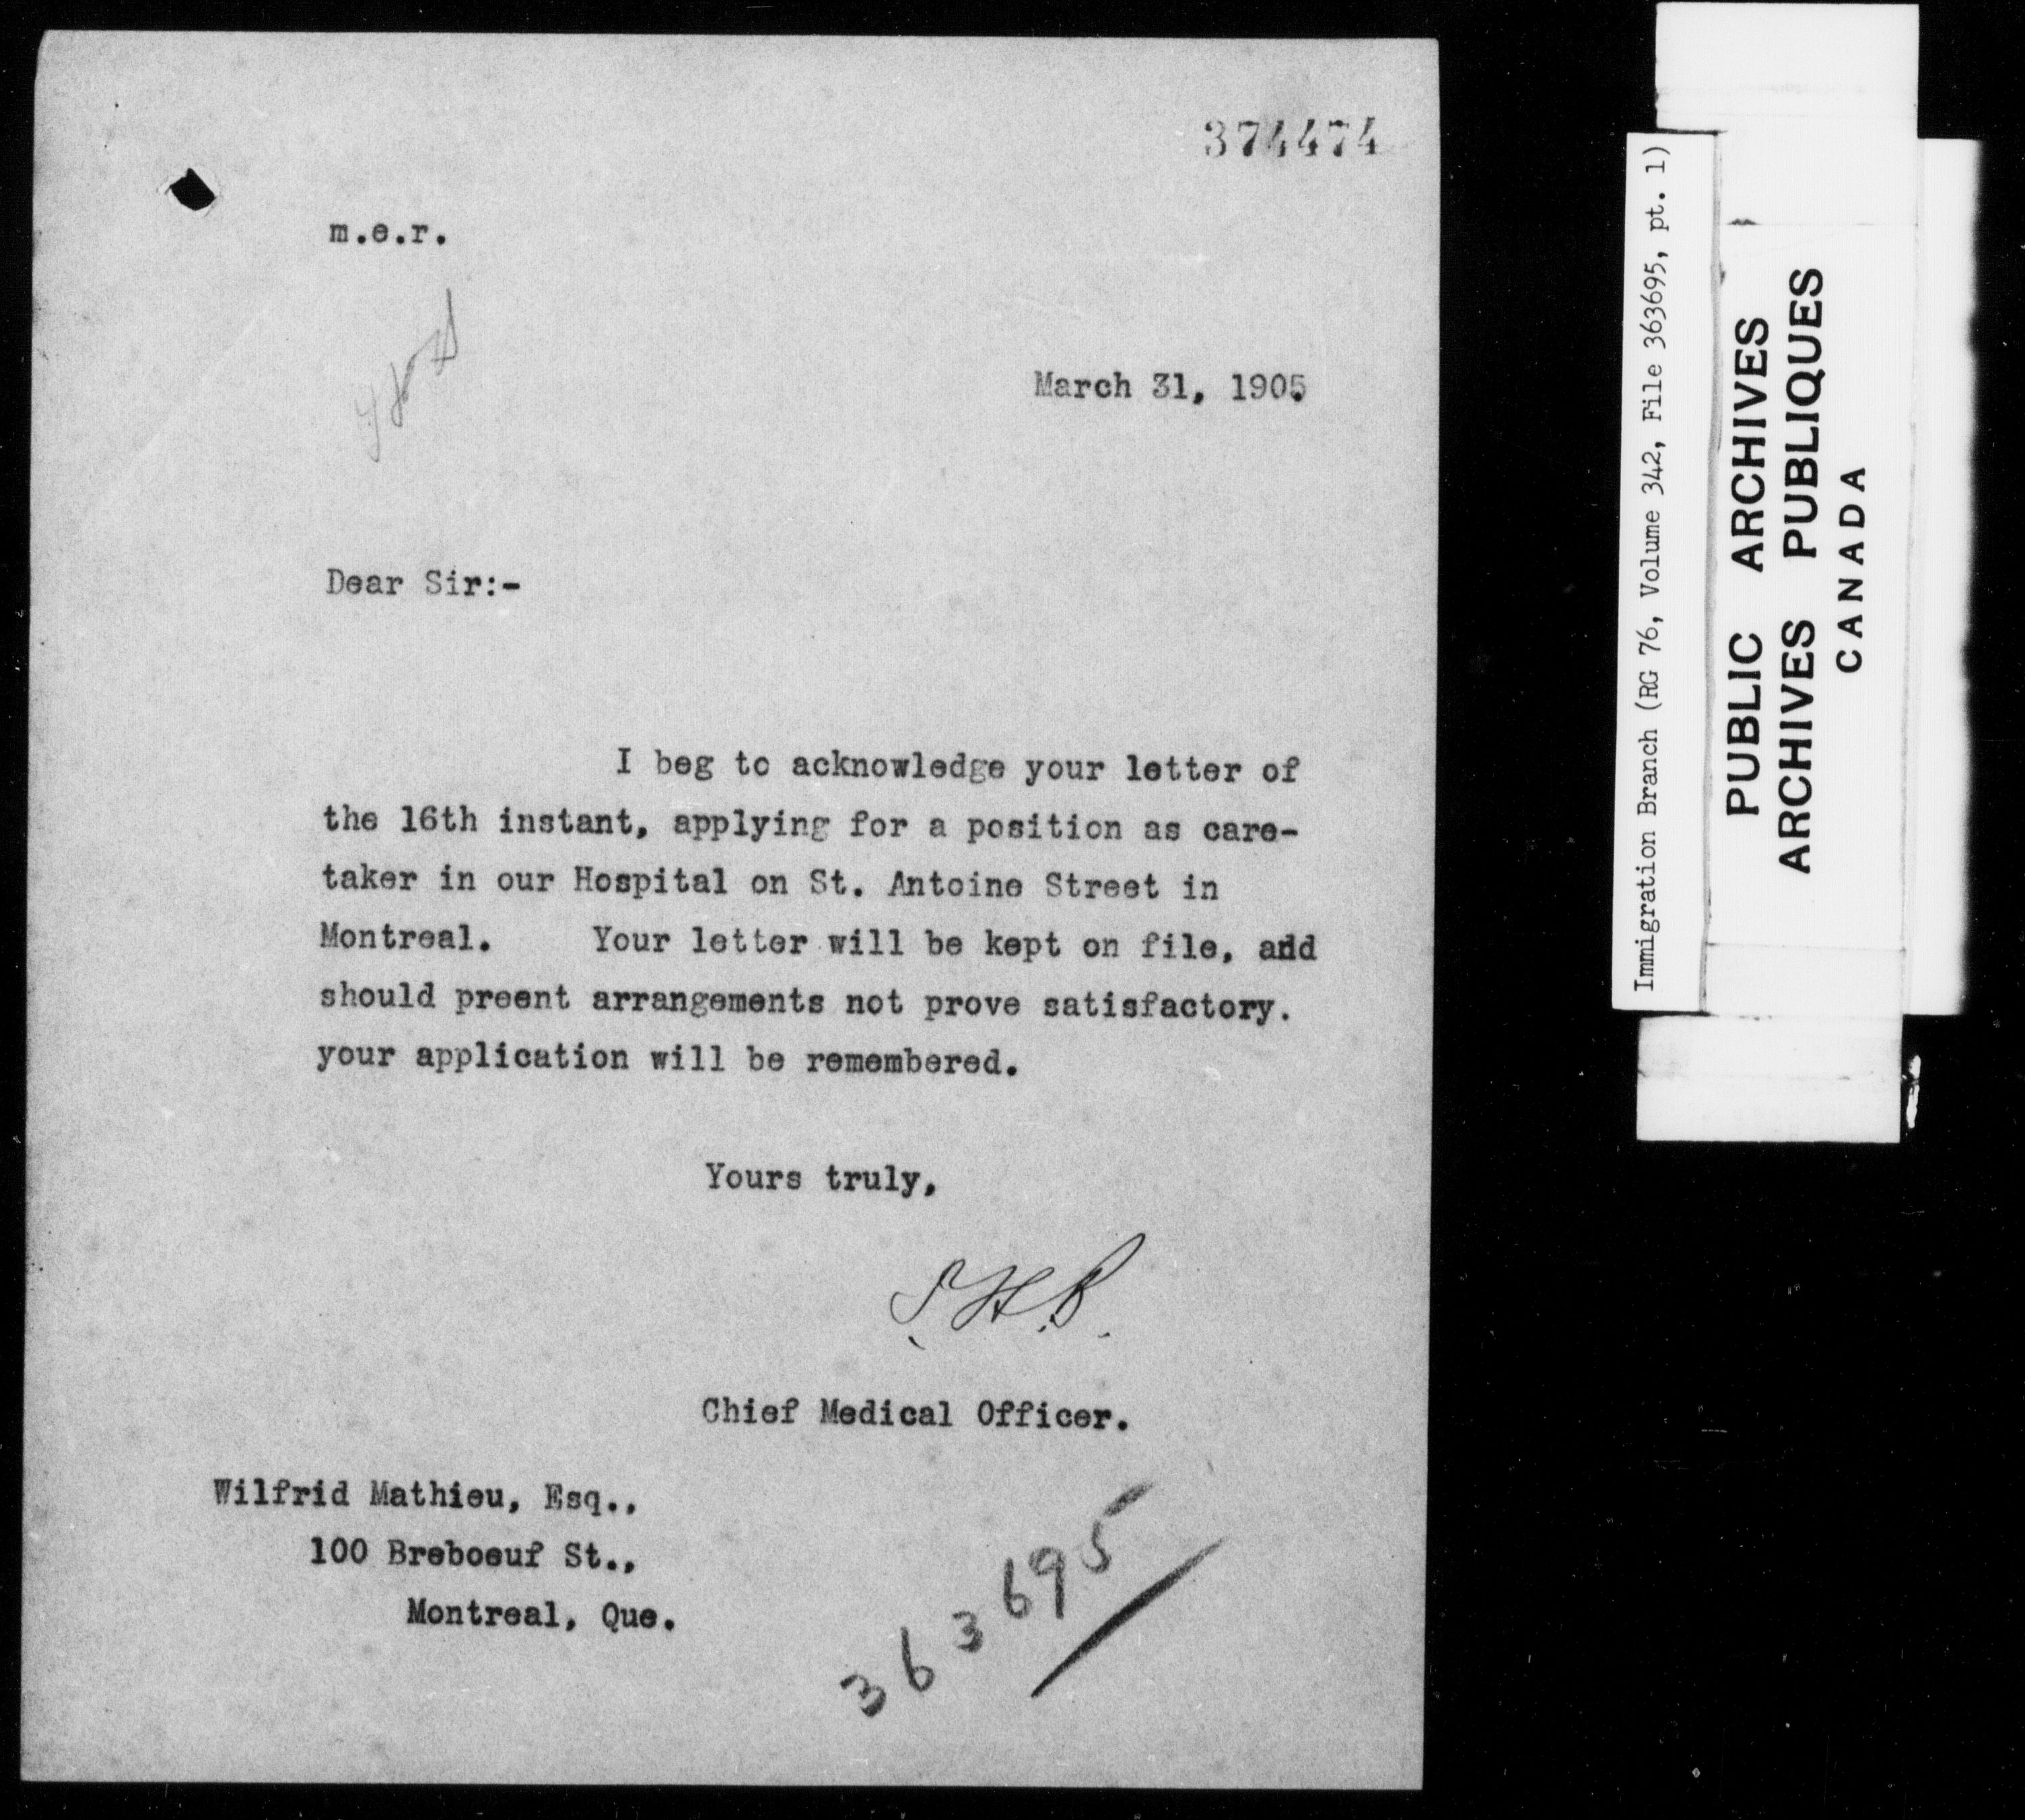 374474
m.e.r.
March 31, 1905
Dear Sir:-
I beg to acknowledge your letter of
the 16th instant, applying for a position as care-
taker in our Hospital on St. Antoine Street in
Montreal. Your letter will be kept on file, and
should preent arrangements not prove satisfactory.
your application will be remembered.
Yours truly,
P.H.B.
Chief Medical Officer.
Wilfrid Mathieu, Esq.,
100 Breboeuf St.,
Montreal, Que.
363695
Immigration Branch (RG 76, Volume 342, File 363695, pt. 1)
PUBLIC ARCHIVES
ARCHIVES PUBLIQUES
CANADA